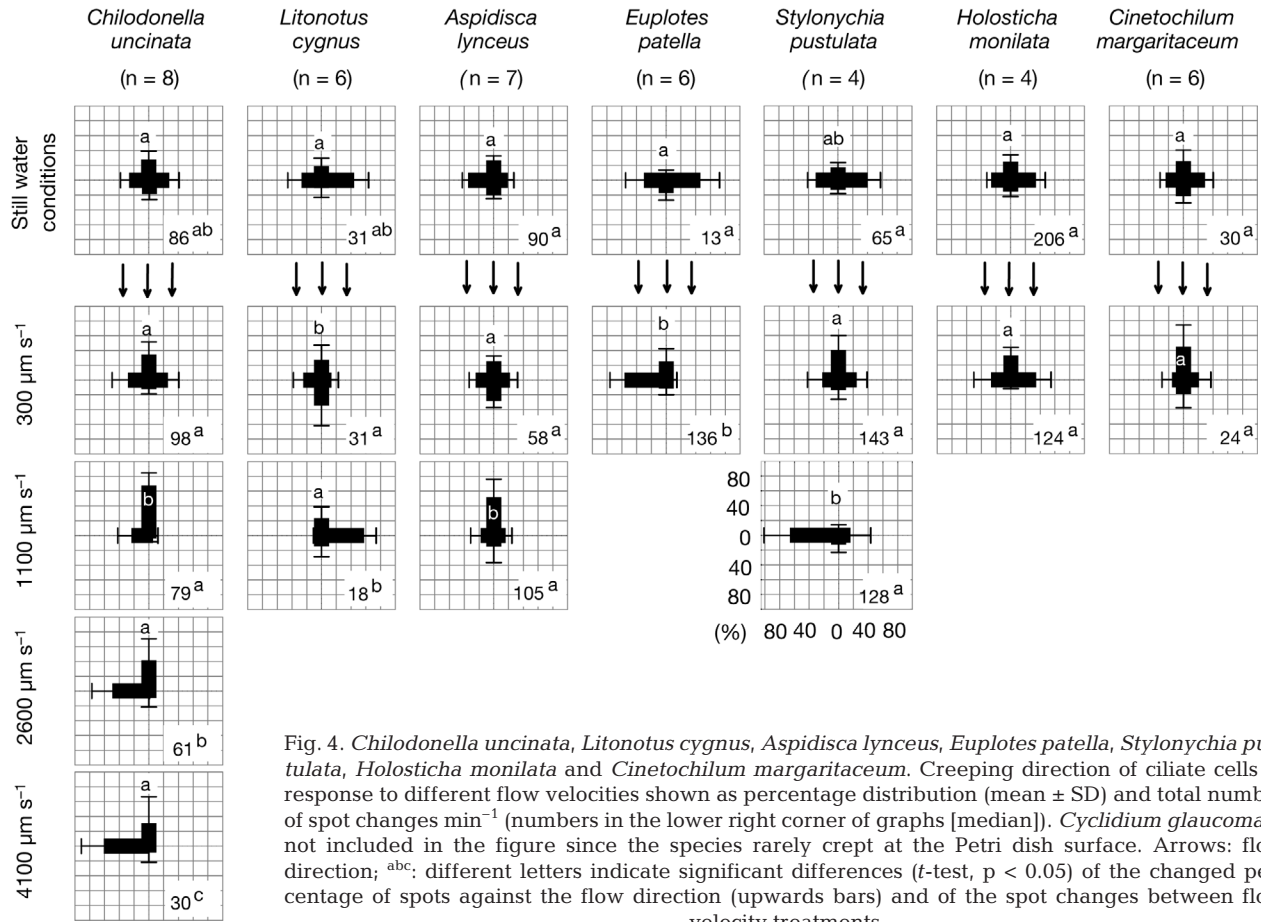 Chilodonella uncinata
Litonotus cygnus
Aspidisca lynceus
Euplotes patella
Stylonychia pustulata
Holosticha monilata
Cinetochilum margaritaceum
(n = 8)
(n = 6)
(n = 7)
(n = 6)
(n = 4)
(n = 4)
(n = 6)
Still water conditions
a
86 ab
a
31 ab
a
90 a
a
13 a
ab
65 a
a
206 a
a
30 a
300 µm s⁻¹
a
98 a
b
31 a
a
58 a
b
136 b
a
143 a
a
124 a
a
24 a
1100 µm s⁻¹
b
79 a
a
18 b
b
105 a
80
40
0
40
80
b
128 a
(%) 80 40 0 40 80
2600 µm s⁻¹
a
61 b
4100 µm s⁻¹
a
30 c
Fig. 4. Chilodonella uncinata, Litonotus cygnus, Aspidisca lynceus, Euplotes patella, Stylonychia pu
tulata, Holosticha monilata and Cinetochilum margaritaceum. Creeping direction of ciliate cells
response to different flow velocities shown as percentage distribution (mean ± SD) and total numb
of spot changes min⁻¹ (numbers in the lower right corner of graphs [median]). Cyclidium glaucoma
not included in the figure since the species rarely crept at the Petri dish surface. Arrows: flo
direction; abc: different letters indicate significant differences (t-test, p < 0.05) of the changed pe
centage of spots against the flow direction (upwards bars) and of the spot changes between flo
velocity treatments